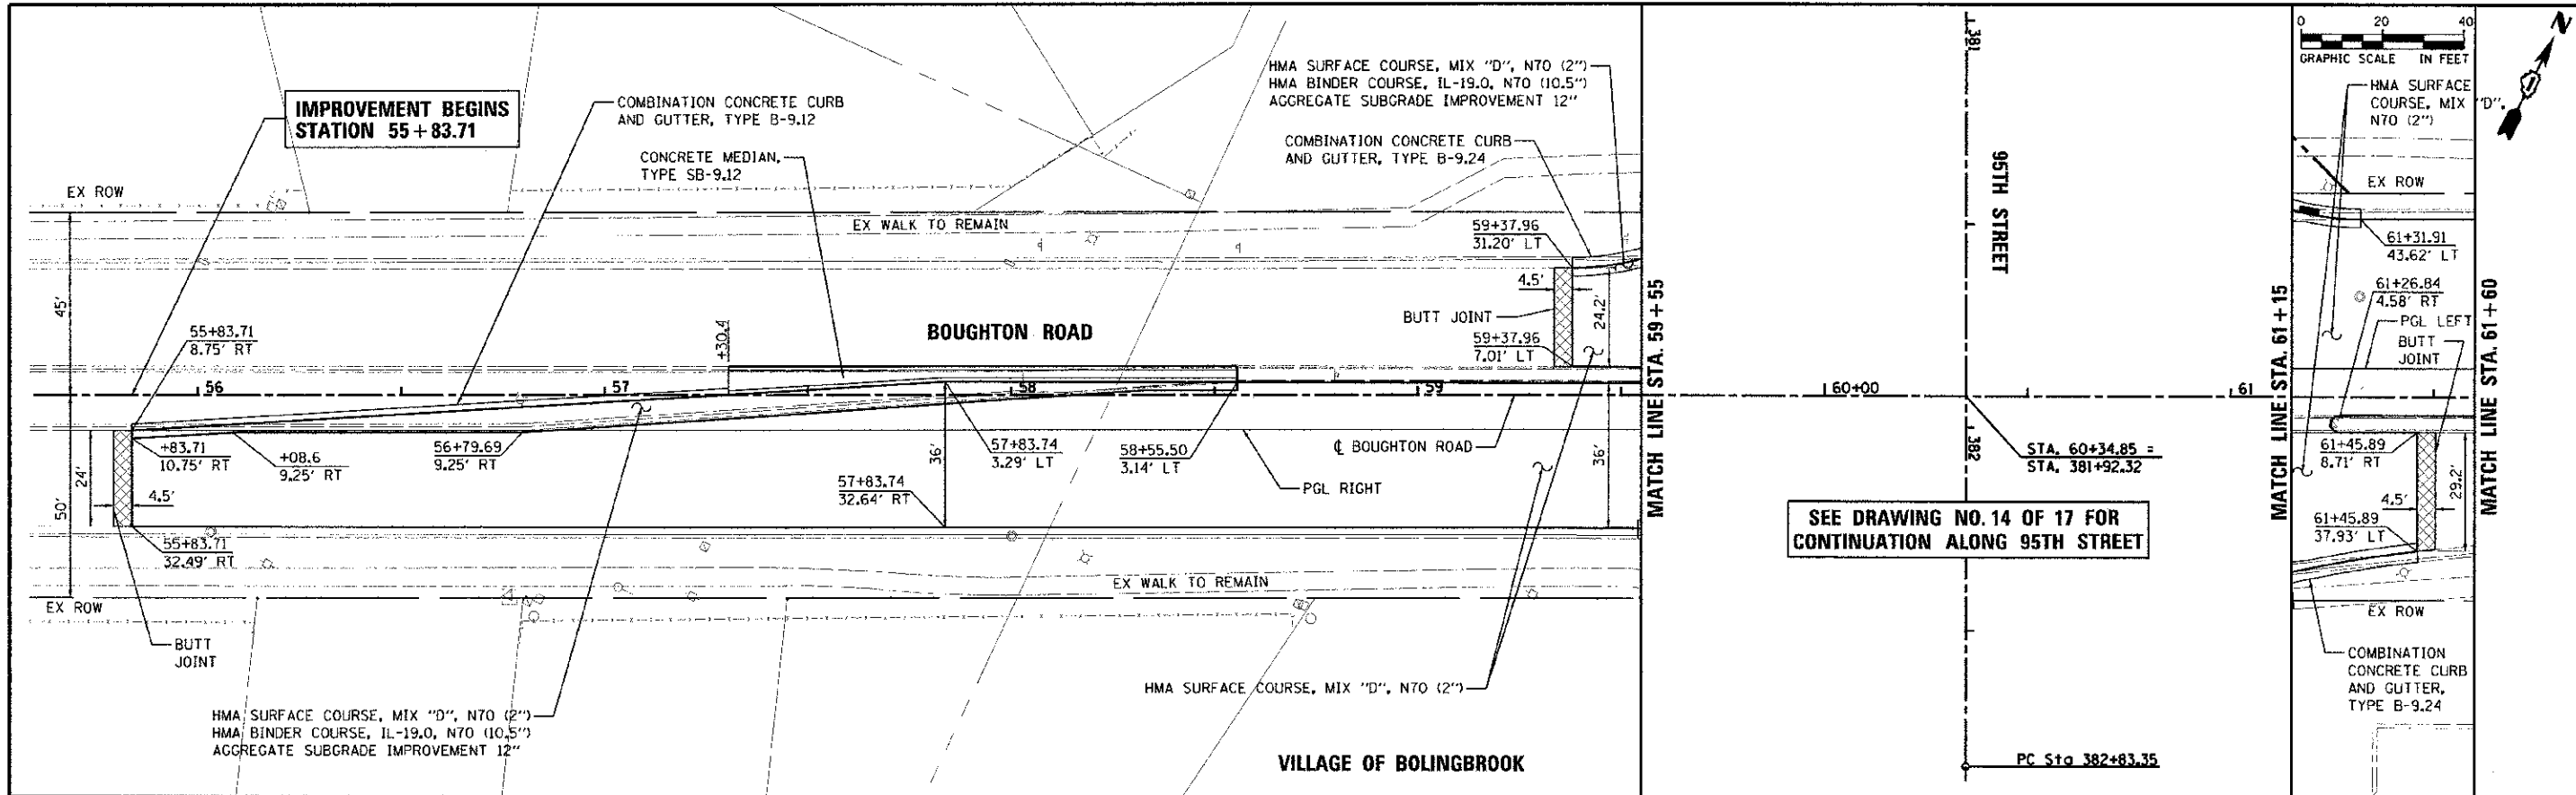 IMPROVEMENT BEGINS
STATION 55+83.71
COMBINATION CONCRETE CURB
AND GUTTER, TYPE B-9.12
CONCRETE MEDIAN,
TYPE SB-9.12
HMA SURFACE COURSE, MIX "D", N70 (2")
HMA BINDER COURSE, IL-19.0, N70 (10.5")
AGGREGATE SUBGRADE IMPROVEMENT 12"
COMBINATION CONCRETE CURB
AND GUTTER, TYPE B-9.24
EX ROW
EX WALK TO REMAIN
45'
50'
55+83.71
8.75' RT
+30.4
BOUGHTON ROAD
59+37.96
31.20' LT
4.5'
24.2'
BUTT JOINT
59+37.96
7.01' LT
56
57
58
59
+83.71
10.75' RT
+08.6
9.25' RT
56+79.69
9.25' RT
24'
4.5'
57+83.74
3.29' LT
58+55.50
3.14' LT
℄ BOUGHTON ROAD
36'
36'
57+83.74
32.64' RT
PGL RIGHT
55+83.71
32.49' RT
EX WALK TO REMAIN
EX ROW
BUTT
JOINT
HMA SURFACE COURSE, MIX "D", N70 (2")
HMA SURFACE COURSE, MIX "D", N70 (2")
HMA BINDER COURSE, IL-19.0, N70 (10.5")
AGGREGATE SUBGRADE IMPROVEMENT 12"
VILLAGE OF BOLINGBROOK
MATCH LINE STA. 59+55
381
95TH STREET
60+00
61
382
STA. 60+34.85 =
STA. 381+92.32
SEE DRAWING NO. 14 OF 17 FOR
CONTINUATION ALONG 95TH STREET
PC Sta 382+83.35
MATCH LINE STA. 61+15
0 20 40
GRAPHIC SCALE IN FEET
N
HMA SURFACE
COURSE, MIX "D",
N70 (2")
EX ROW
61+31.91
43.62' LT
61+26.84
4.58' RT
PGL LEFT
BUTT
JOINT
61+45.89
8.71' RT
4.5'
29.2'
61+45.89
37.93' LT
EX ROW
COMBINATION
CONCRETE CURB
AND GUTTER,
TYPE B-9.24
MATCH LINE STA. 61+60